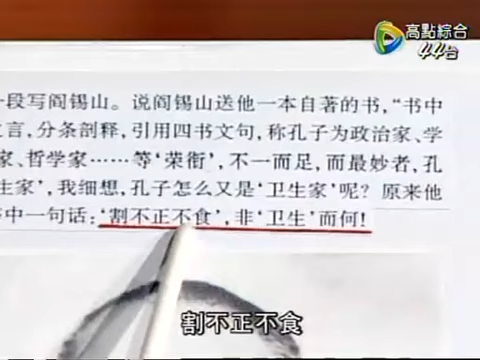 高點綜合
44台
段写阎锡山。说阎锡山送他一本自著的书，“书中
言，分条剖释，引用四书文句，称孔子为政治家、学
家、哲学家……等‘荣衔’，不一而足，而最妙者，孔
生家’，我细想，孔子怎么又是‘卫生家’呢？原来他
中一句话：‘割不正不食’，非‘卫生’而何！
割不正不食